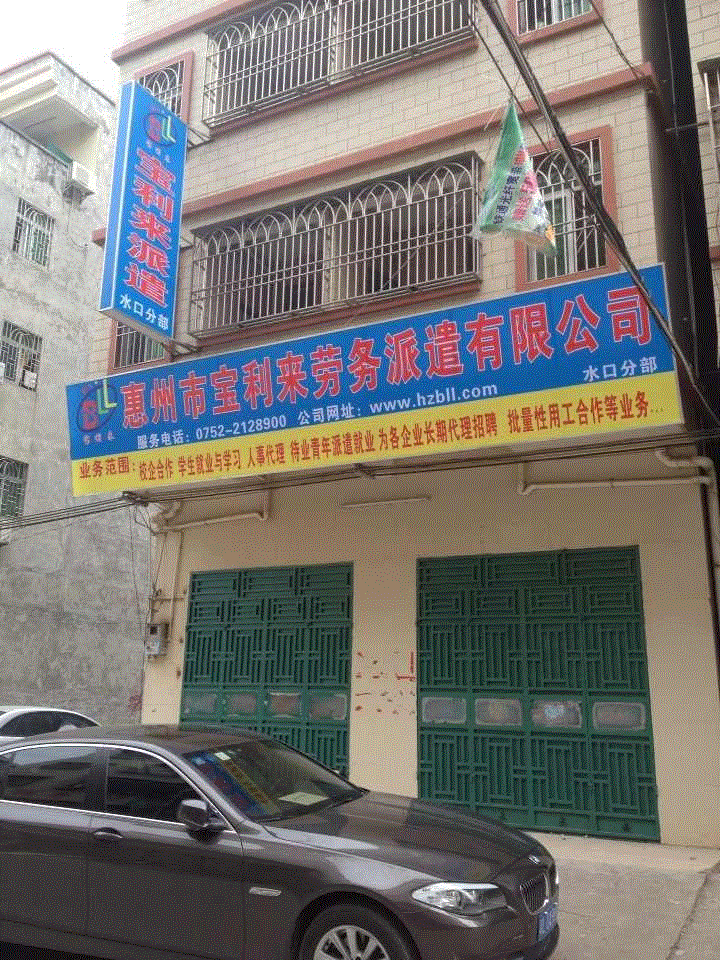 宝利来派遣
水口分部
惠州市宝利来劳务派遣有限公司
服务电话：0752-2128900 公司网址：www.hzbll.com
水口分部
业务范围：校企合作 学生就业与学习 人事代理 待业青年派遣就业 为各企业长期代理招聘 批量性用工合作等业务...